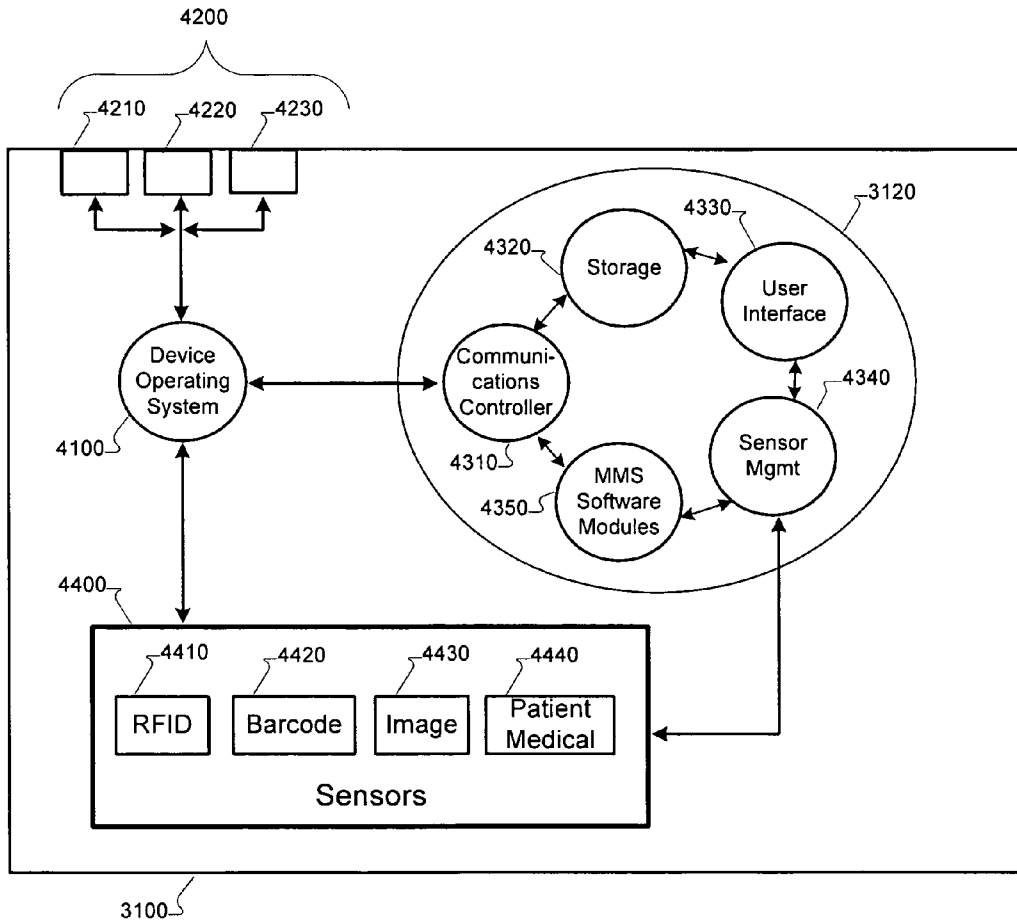 4200
4210
4220
4230
3120
4330
4320
Storage
User
Interface
Device
Operating
System
Communi-
cations
Controller
4340
4100
4310
Sensor
Mgmt
4350
MMS
Software
Modules
4400
4410
4420
4430
4440
RFID
Barcode
Image
Patient
Medical
Sensors
3100